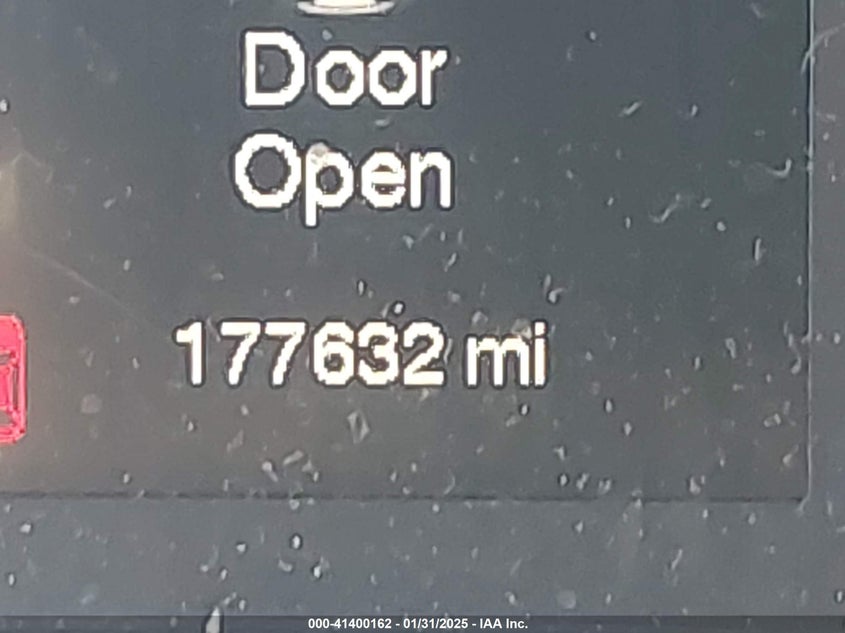 Door
Open
177632 mi
000-41400162 - 01/31/2025 - IAA Inc.